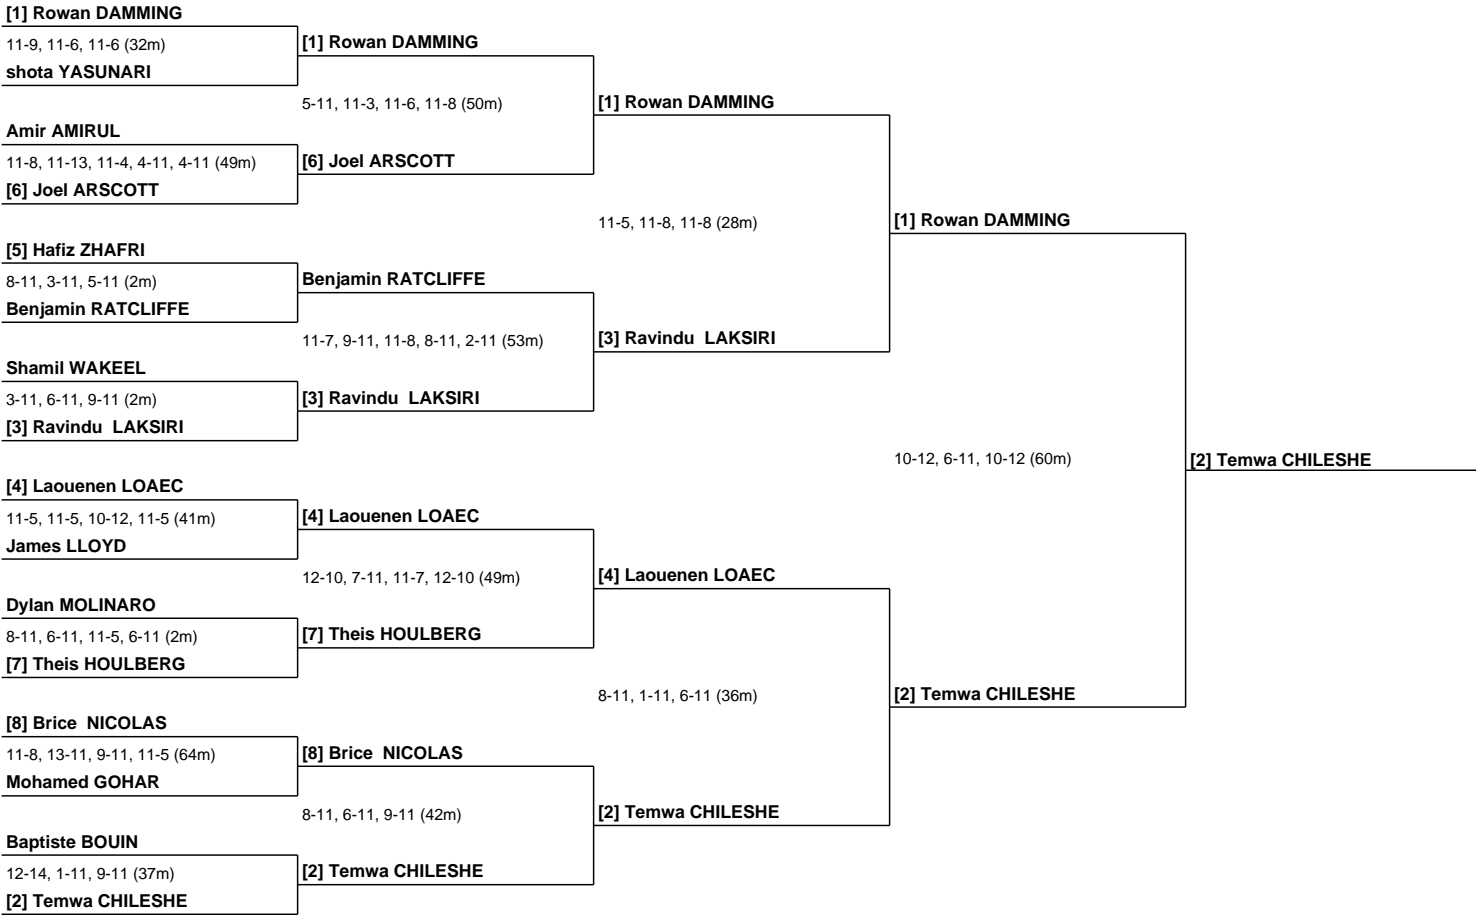 [1] Rowan DAMMING
11-9, 11-6, 11-6 (32m)
shota YASUNARI
Amir AMIRUL
11-8, 11-13, 11-4, 4-11, 4-11 (49m)
[6] Joel ARSCOTT
[5] Hafiz ZHAFRI
8-11, 3-11, 5-11 (2m)
Benjamin RATCLIFFE
Shamil WAKEEL
3-11, 6-11, 9-11 (2m)
[3] Ravindu  LAKSIRI
[4] Laouenen LOAEC
11-5, 11-5, 10-12, 11-5 (41m)
James LLOYD
Dylan MOLINARO
8-11, 6-11, 11-5, 6-11 (2m)
[7] Theis HOULBERG
[8] Brice  NICOLAS
11-8, 13-11, 9-11, 11-5 (64m)
Mohamed GOHAR
Baptiste BOUIN
12-14, 1-11, 9-11 (37m)
[2] Temwa CHILESHE
[1] Rowan DAMMING
5-11, 11-3, 11-6, 11-8 (50m)
[6] Joel ARSCOTT
Benjamin RATCLIFFE
11-7, 9-11, 11-8, 8-11, 2-11 (53m)
[3] Ravindu  LAKSIRI
[4] Laouenen LOAEC
12-10, 7-11, 11-7, 12-10 (49m)
[7] Theis HOULBERG
[8] Brice  NICOLAS
8-11, 6-11, 9-11 (42m)
[2] Temwa CHILESHE
[1] Rowan DAMMING
11-5, 11-8, 11-8 (28m)
[3] Ravindu  LAKSIRI
[4] Laouenen LOAEC
8-11, 1-11, 6-11 (36m)
[2] Temwa CHILESHE
[1] Rowan DAMMING
10-12, 6-11, 10-12 (60m)
[2] Temwa CHILESHE
[2] Temwa CHILESHE